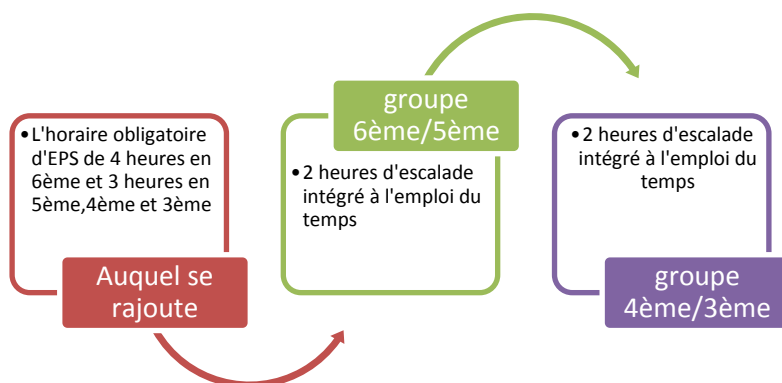 •L'horaire obligatoire
d'EPS de 4 heures en
6ème et 3 heures en
5ème,4ème et 3ème
Auquel se
rajoute
groupe
6ème/5ème
•2 heures d'escalade
intégré à l'emploi du
temps
•2 heures d'escalade
intégré à l'emploi du
temps
groupe
4ème/3ème